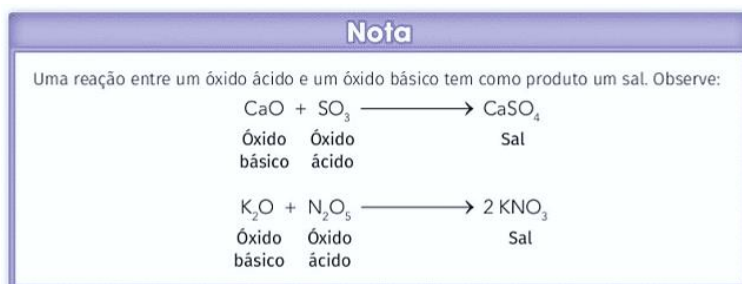 Nota
Uma reação entre um óxido ácido e um óxido básico tem como produto um sal. Observe:
CaO + SO₃ ⟶ CaSO₄
Óxido Óxido Sal
básico ácido
K₂O + N₂O₅ ⟶ 2 KNO₃
Óxido Óxido Sal
básico ácido